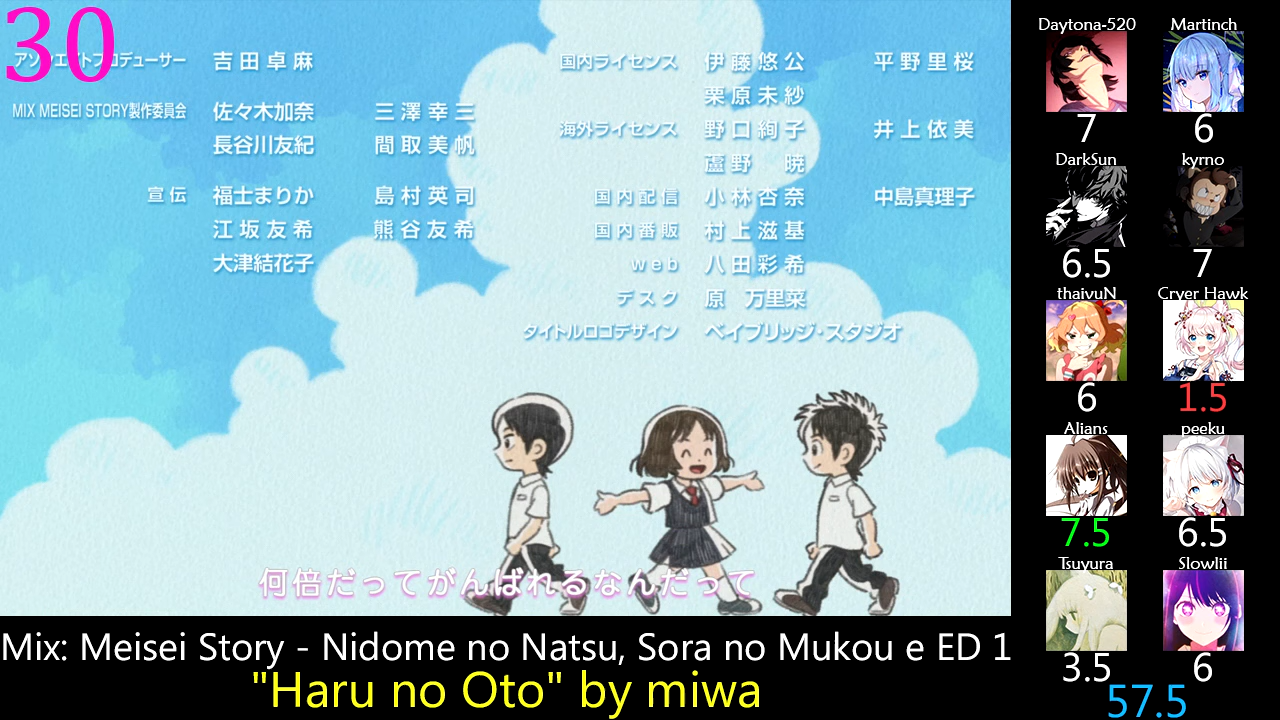 30
アソシエイトプロデューサー 吉田卓麻
MIX MEISEI STORY製作委員会 佐々木加奈 三澤幸三
長谷川友紀 間取美帆
宣伝 福士まりか 島村英司
江坂友希 熊谷友希
大津結花子
国内ライセンス 伊藤悠公 平野里桜
栗原未紗
海外ライセンス 野口絢子 井上依美
蘆野 暁
国内配信 小林杏奈 中島真理子
国内番販 村上滋基
web 八田彩希
デスク 原 万里菜
タイトルロゴデザイン ベイブリッジ・スタジオ
何倍だってがんばれるなんだって
Mix: Meisei Story - Nidome no Natsu, Sora no Mukou e ED 1
"Haru no Oto" by miwa
Daytona-520 Martinch
7 6
DarkSun kyrno
6.5 7
thaivuN Cryer Hawk
6 1.5
Alians peeku
7.5 6.5
Tsuyura Slowlii
3.5 6
57.5